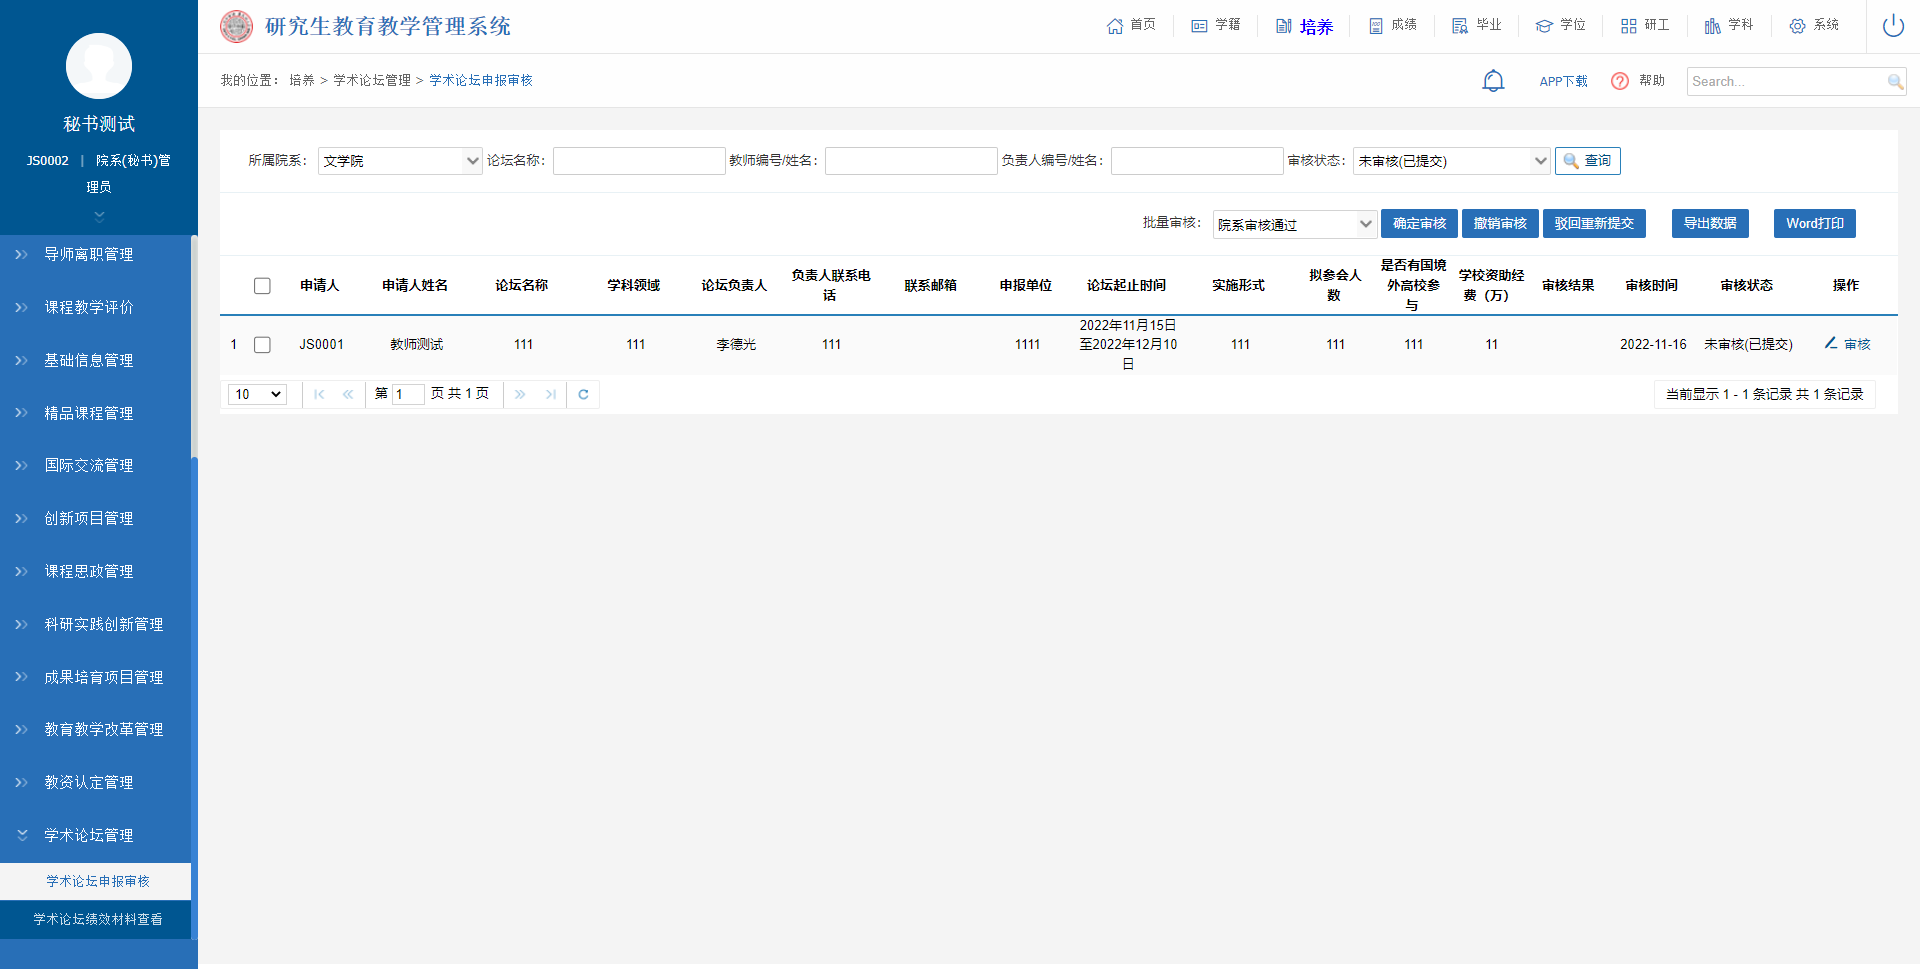 研究生教育教学管理系统
首页
学籍
培养
成绩
毕业
学位
研工
学科
系统
秘书测试
JS0002 | 院系(秘书)管
理员
我的位置： 培养 > 学术论坛管理 > 学术论坛申报审核
APP下载
帮助
Search...
导师离职管理
课程教学评价
基础信息管理
精品课程管理
国际交流管理
创新项目管理
课程思政管理
科研实践创新管理
成果培育项目管理
教育教学改革管理
教资认定管理
学术论坛管理
学术论坛申报审核
学术论坛绩效材料查看
所属院系： 文学院 论坛名称： 教师编号/姓名： 负责人编号/姓名： 审核状态： 未审核(已提交) 查询
批量审核： 院系审核通过 确定审核 撤销审核 驳回重新提交 导出数据 Word打印
申请人 申请人姓名 论坛名称 学科领域 论坛负责人 负责人联系电话 联系邮箱 申报单位 论坛起止时间 实施形式 拟参会人数 是否有国境外高校参与 学校资助经费（万） 审核结果 审核时间 审核状态 操作
1 JS0001 教师测试 111 111 李德光 111 1111 2022年11月15日至2022年12月10日 111 111 111 11 2022-11-16 未审核(已提交) 审核
10 第 1 页 共 1 页
当前显示 1 - 1 条记录 共 1 条记录